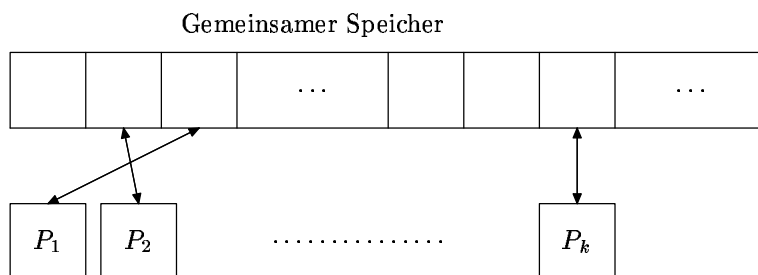 Gemeinsamer Speicher
... ...
P1 P2 ............... Pk